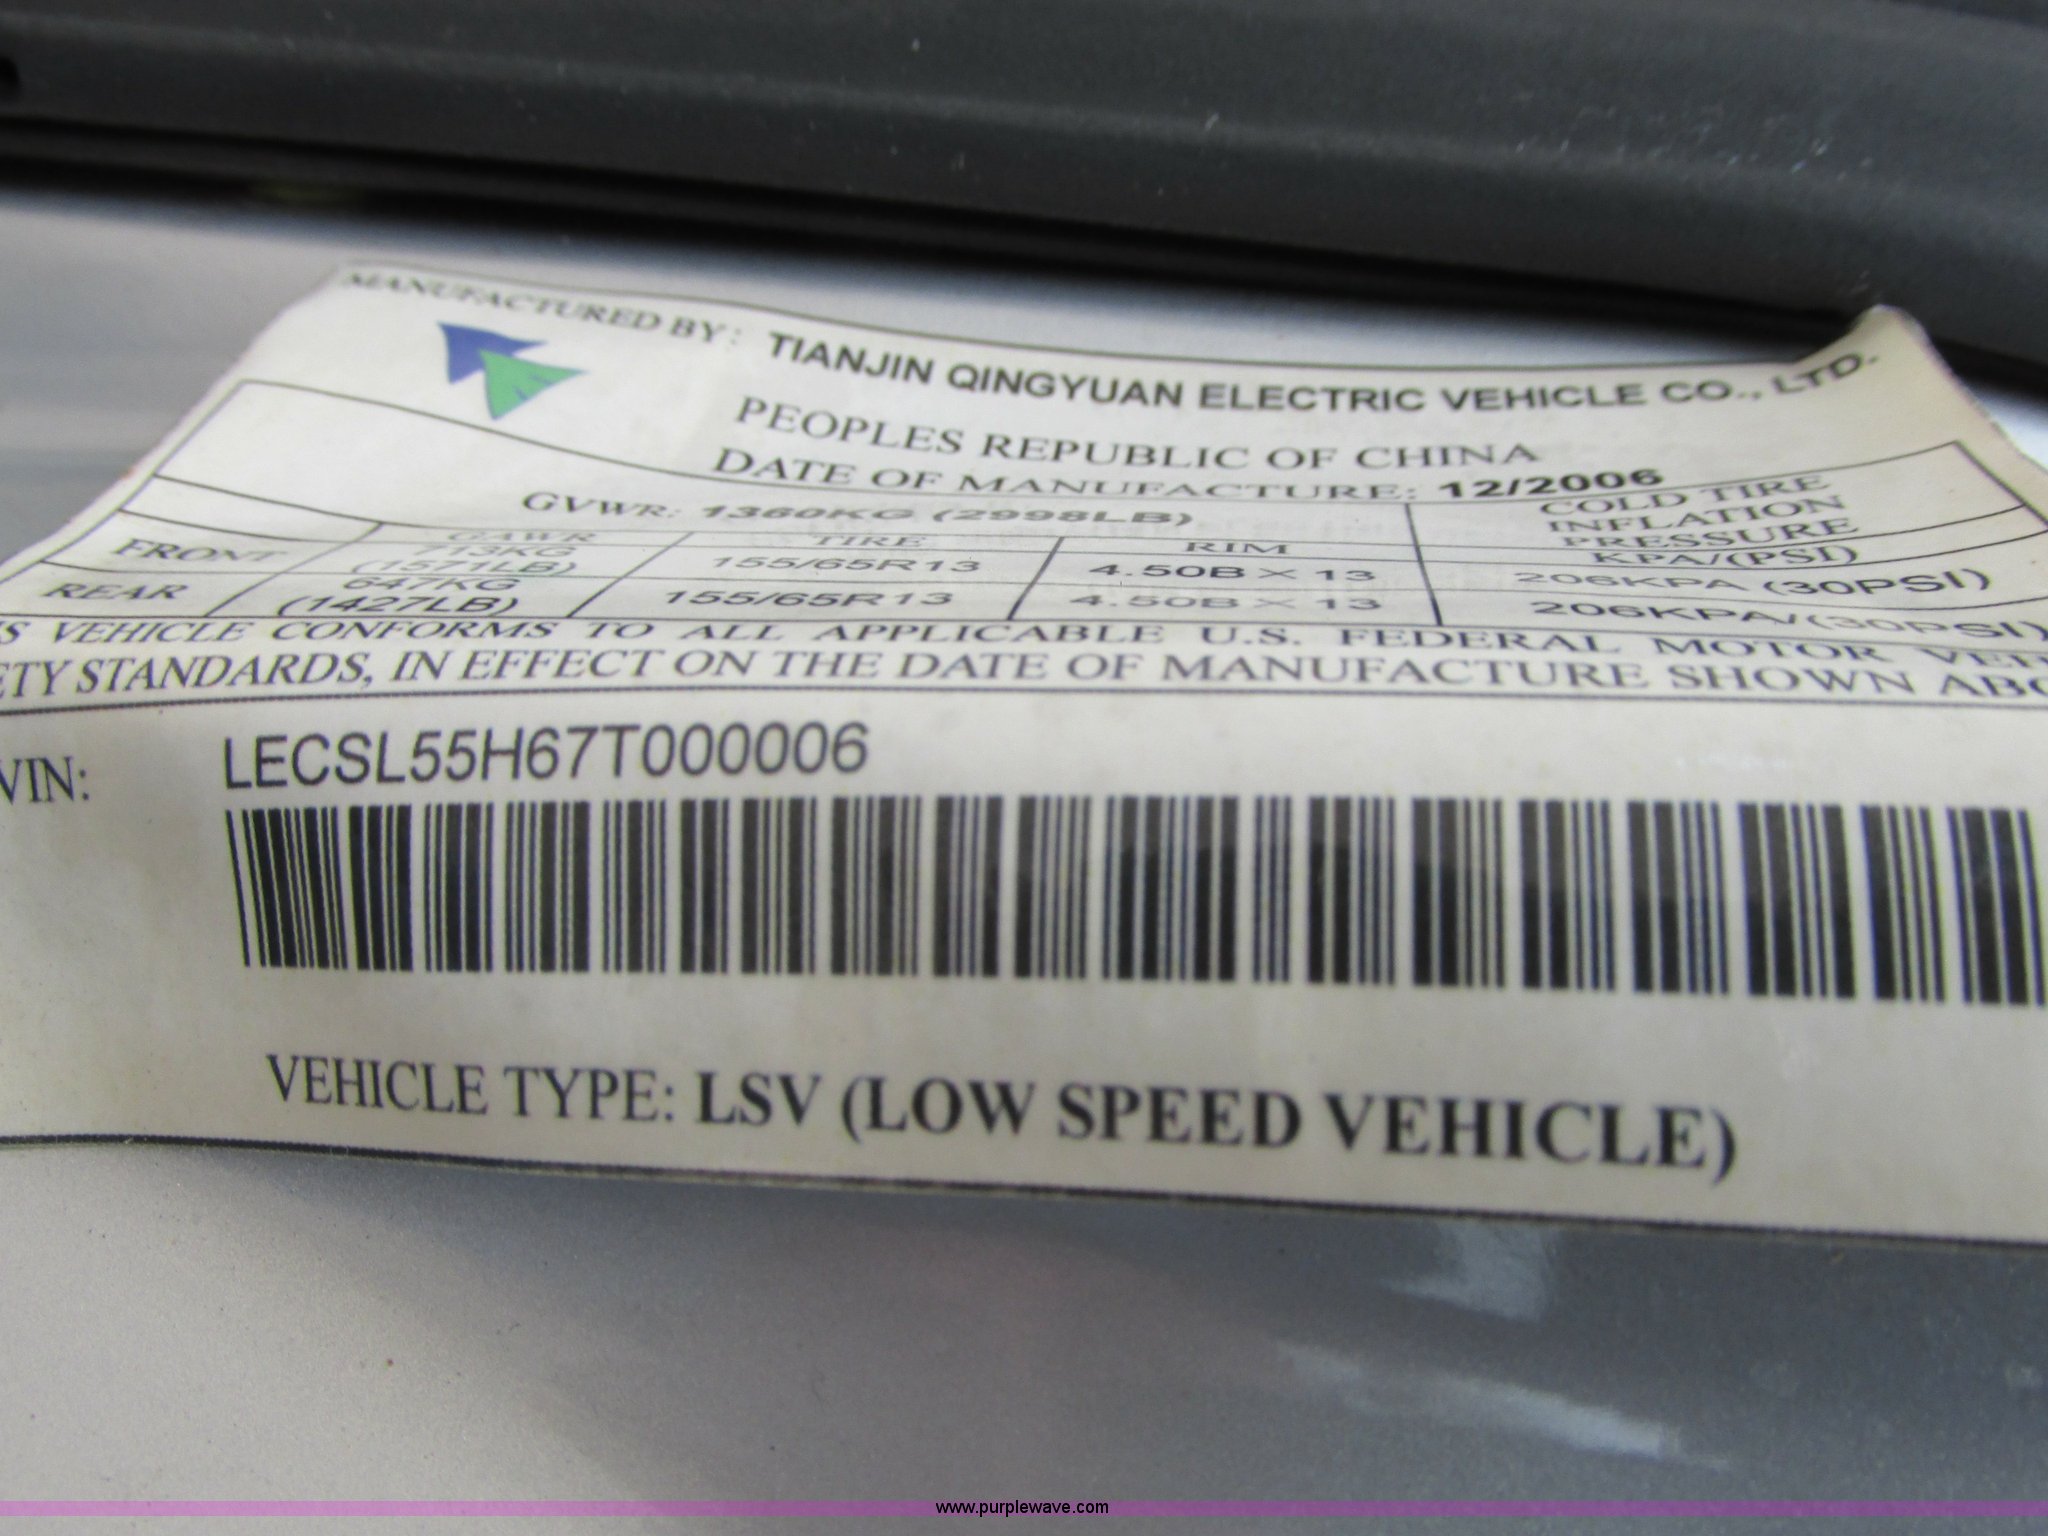 MANUFACTURED BY: TIANJIN QINGYUAN ELECTRIC VEHICLE CO., LTD.
PEOPLES REPUBLIC OF CHINA
DATE OF MANUFACTURE: 12/2006
GVWR: 1360KG (2998LB)
COLD TIRE
INFLATION
PRESSURE
KPA/(PSI)
GAWR TIRE RIM
FRONT 713KG (1571LB) 155/65R13 4.50B×13 206KPA (30PSI)
REAR 647KG (1427LB) 155/65R13 4.50B×13 206KPA/(30PSI)
IS VEHICLE CONFORMS TO ALL APPLICABLE U.S. FEDERAL MOTOR VEH
ETY STANDARDS, IN EFFECT ON THE DATE OF MANUFACTURE SHOWN ABO
VIN: LECSL55H67T000006
VEHICLE TYPE: LSV (LOW SPEED VEHICLE)
www.purplewave.com